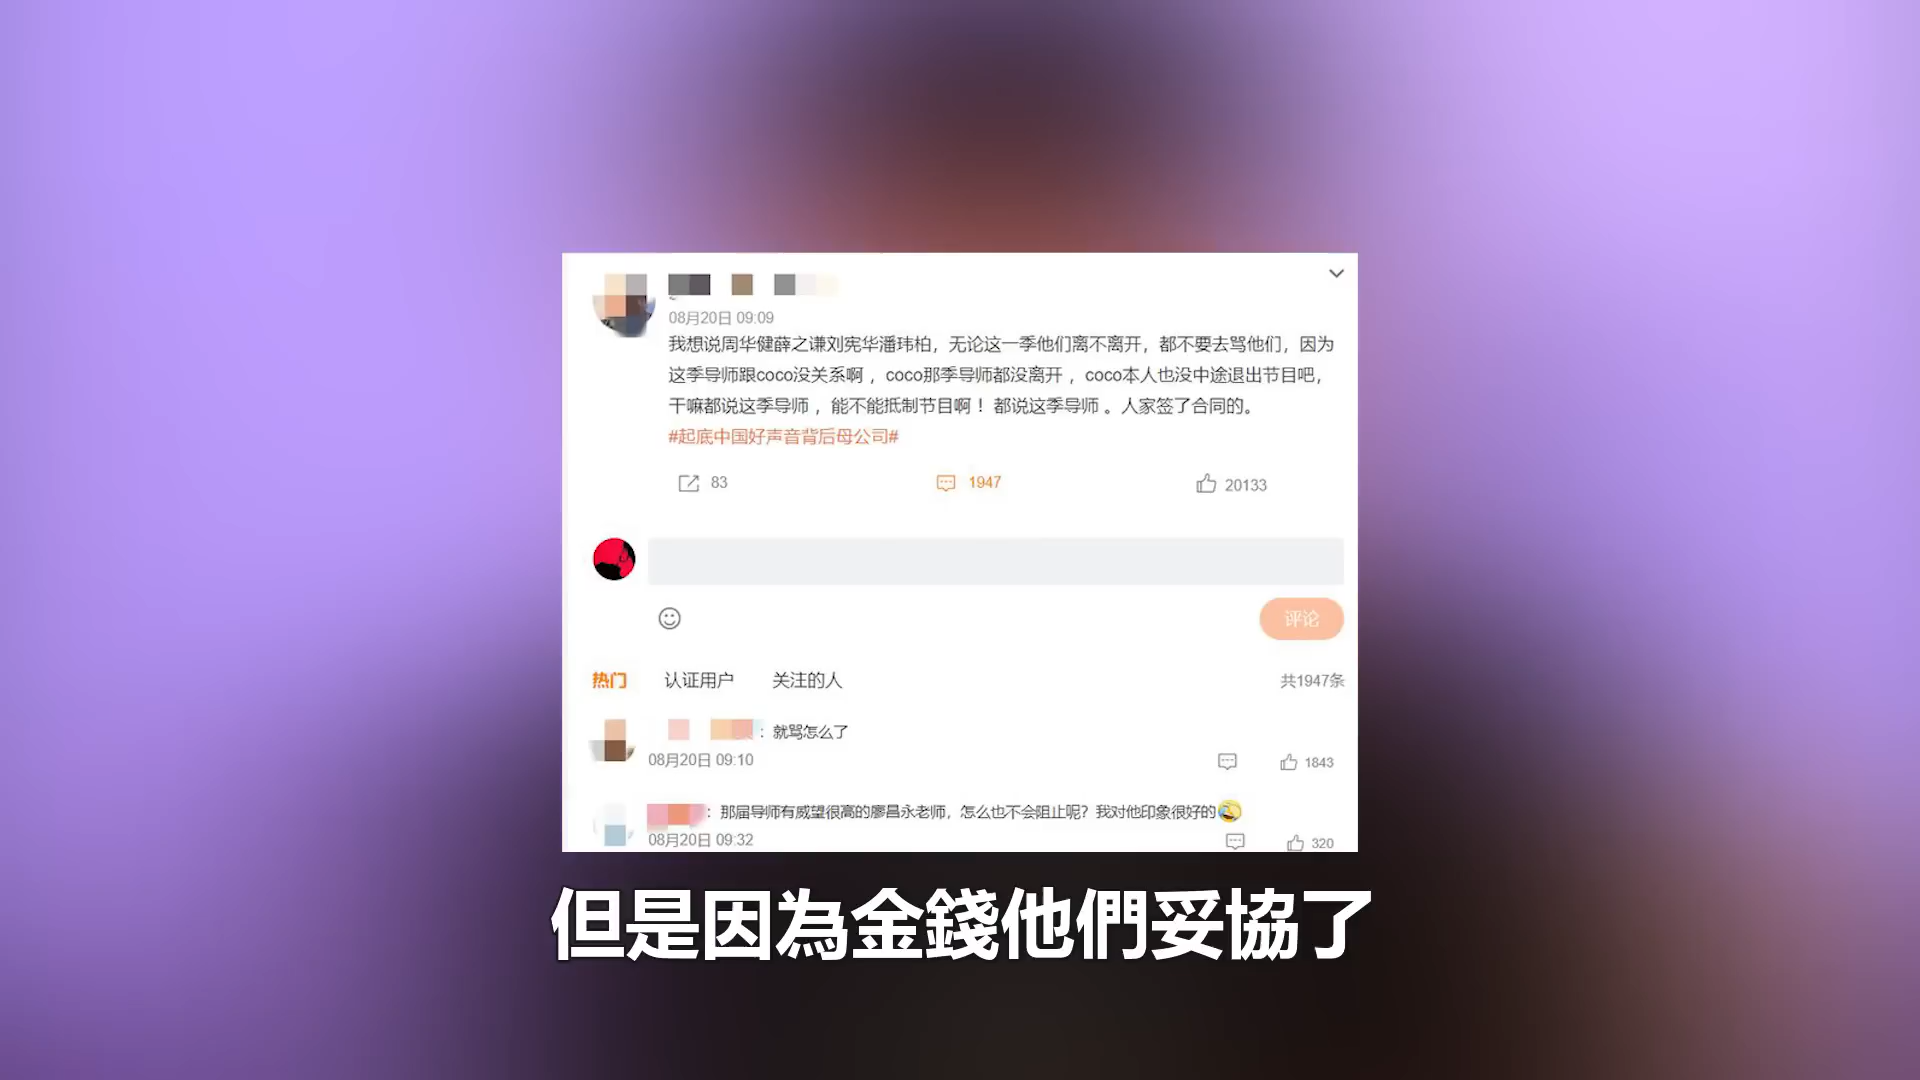 08月20日 09:09
我想说周华健薛之谦刘宪华潘玮柏，无论这一季他们离不离开，都不要去骂他们，因为
这季导师跟coco没关系啊 ，coco那季导师都没离开 ，coco本人也没中途退出节目吧，
干嘛都说这季导师 ，能不能抵制节目啊 ！都说这季导师 。人家签了合同的。
#起底中国好声音背后母公司#
83 1947 20133
评论
热门 认证用户 关注的人 共1947条
：就骂怎么了
08月20日 09:10 1843
：那届导师有威望很高的廖昌永老师，怎么也不会阻止呢？我对他印象很好的
08月20日 09:32 320
但是因為金錢他們妥協了